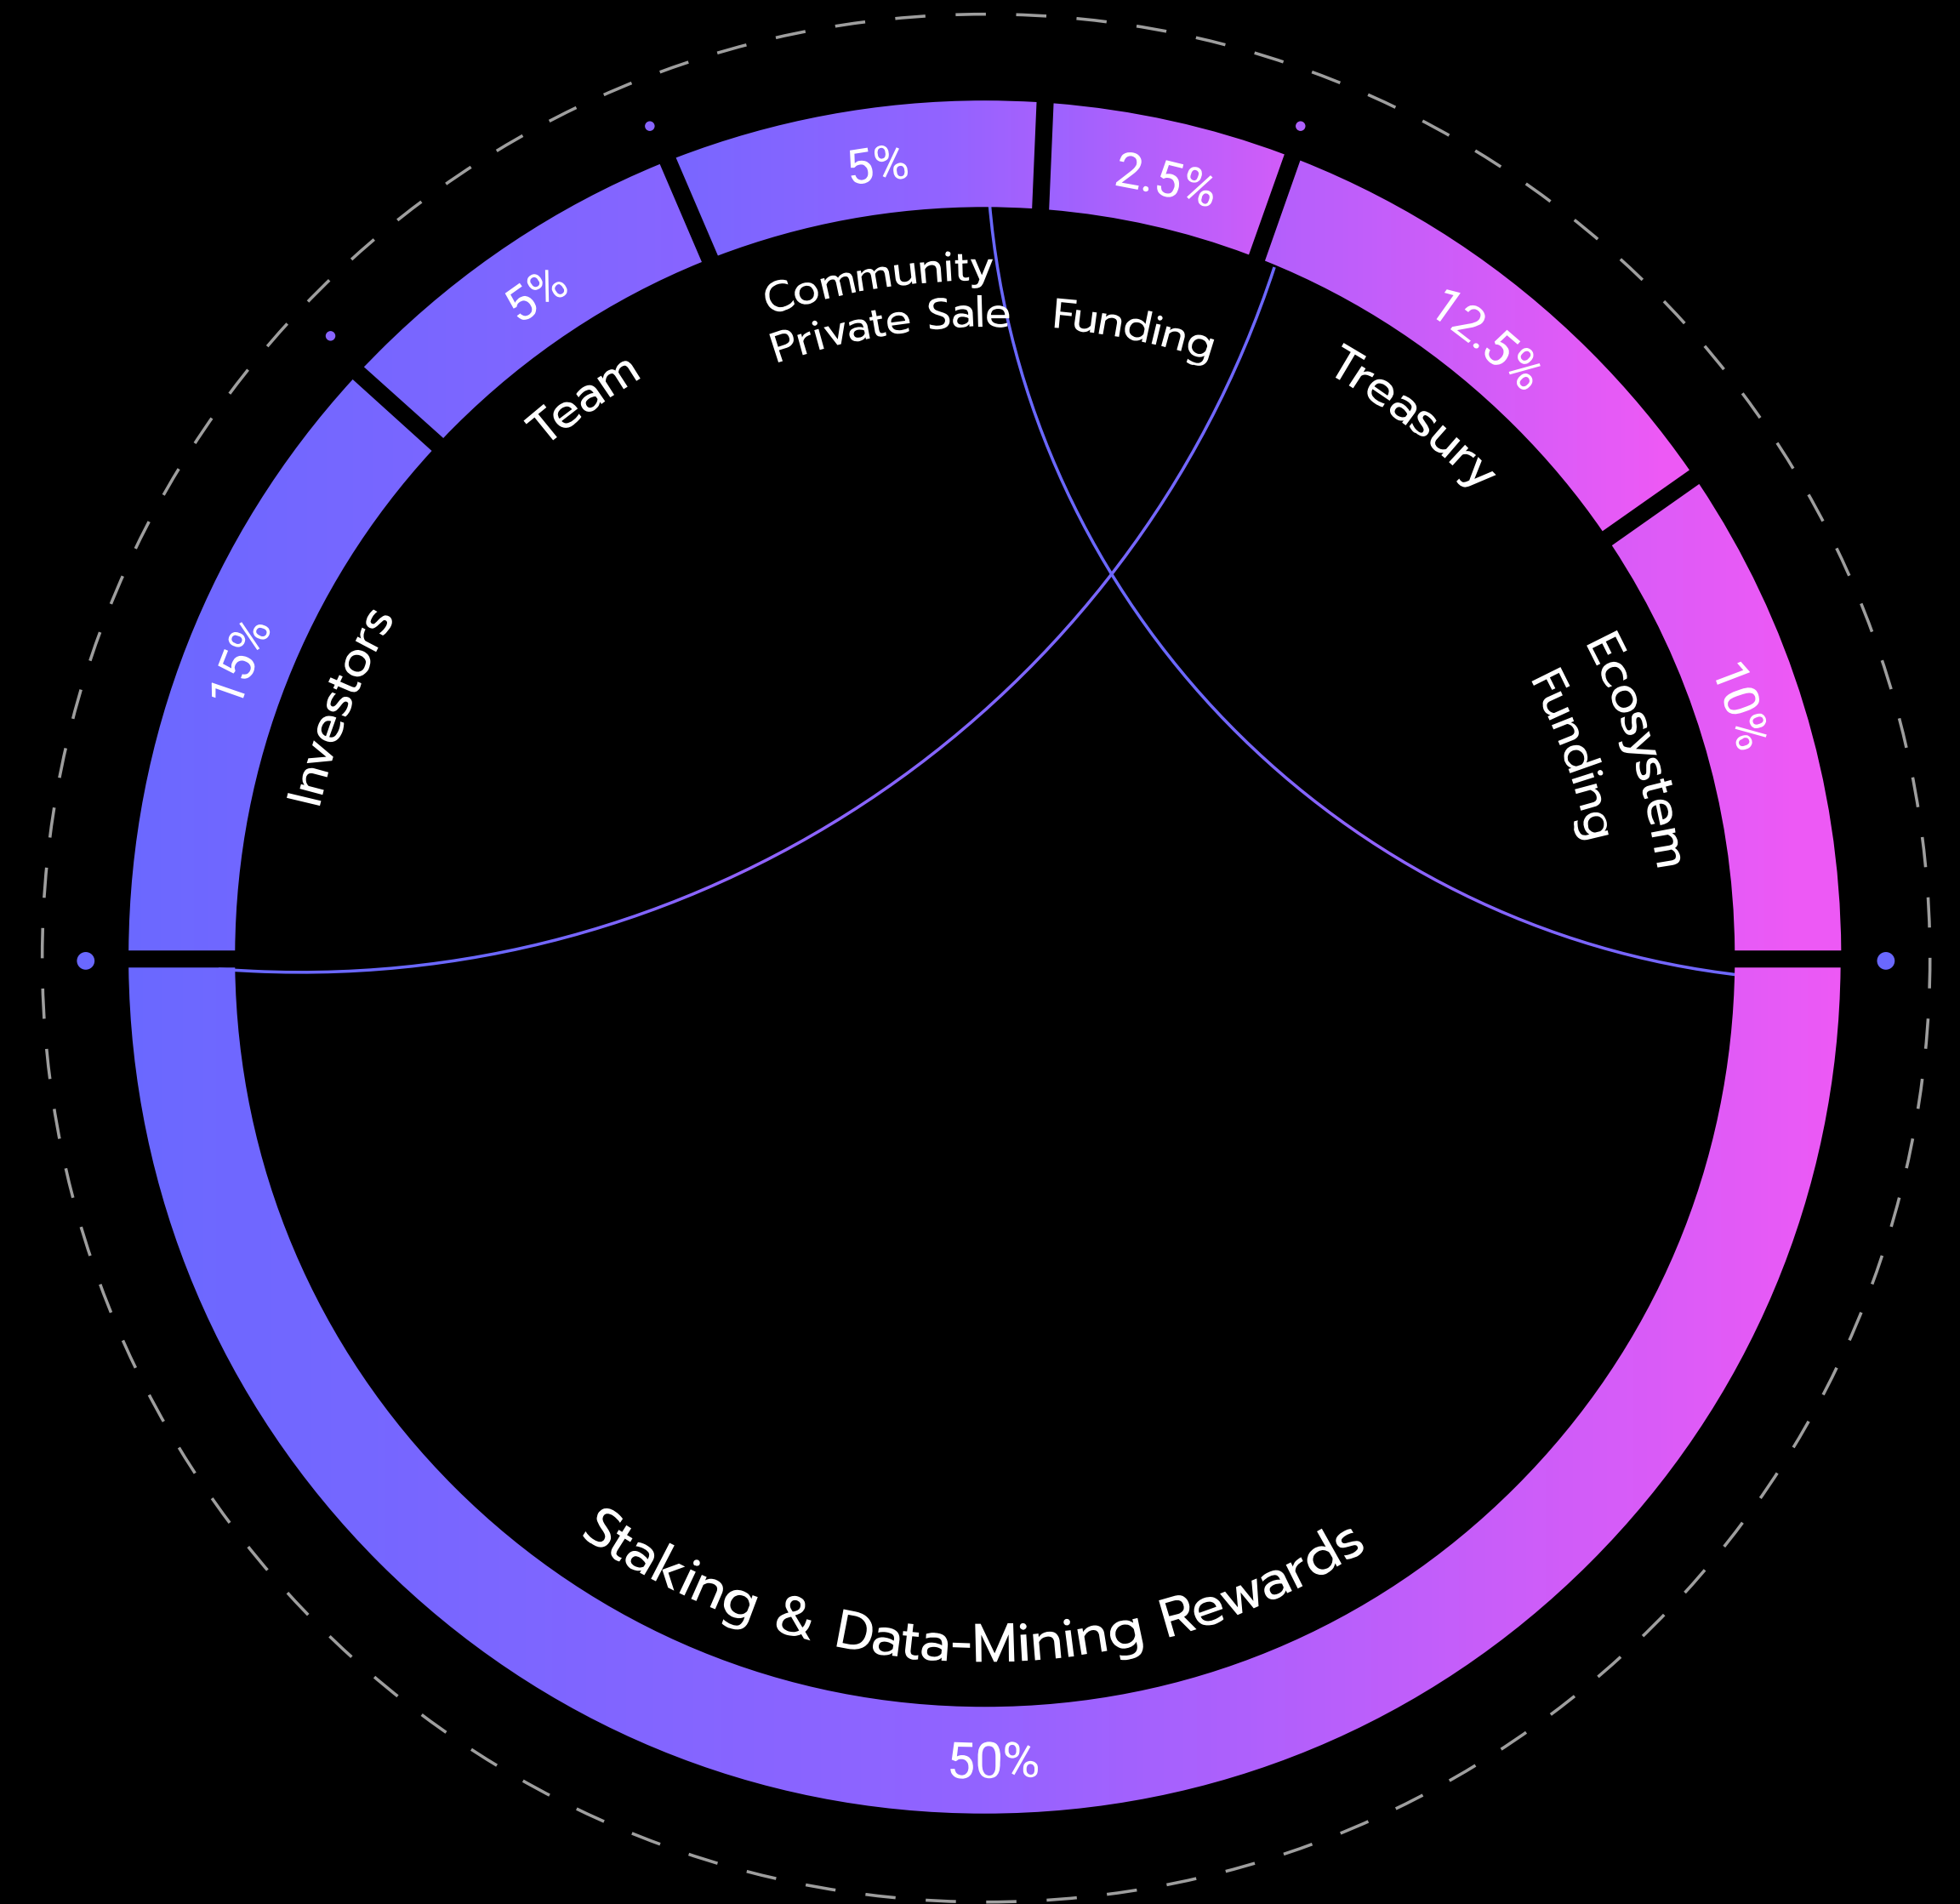 15%
Investors
5%
Team
5%
Community
Private Sale
2.5%
Funding
12.5%
Treasury
10%
Ecosystem
Funding
Staking & Data-Mining Rewards
50%